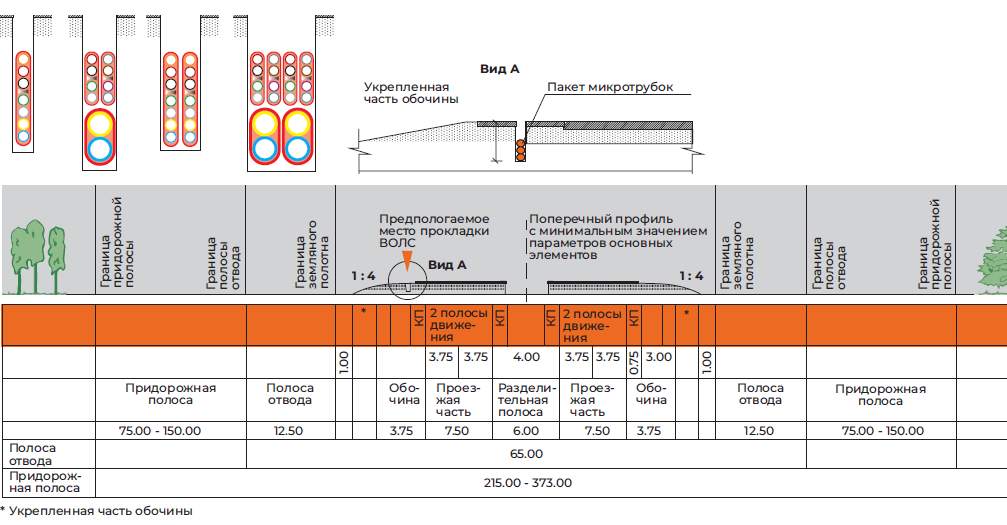 Вид А
Укрепленная
часть обочины
Пакет микротрубок
Граница
придорожной
полосы
Граница
полосы
отвода
Граница
земляного
полотна
Предпологаемое
место прокладки
ВОЛС
Вид А
1 : 4
Поперечный профиль
с минимальным значением
параметров основных
элементов
1 : 4
Граница
земляного
полотна
Граница
полосы
отвода
Граница
придорожной
полосы
*
КП
2 полосы
движе-
ния
КП
КП
2 полосы
движе-
ния
КП
*
1.00
3.75
3.75
4.00
3.75
3.75
0.75
3.00
1.00
Придорожная
полоса
Полоса
отвода
Обо-
чина
Проез-
жая
часть
Раздели-
тельная
полоса
Проез-
жая
часть
Обо-
чина
Полоса
отвода
Придорожная
полоса
75.00 - 150.00
12.50
3.75
7.50
6.00
7.50
3.75
12.50
75.00 - 150.00
Полоса
отвода
65.00
Придорож-
ная полоса
215.00 - 373.00
* Укрепленная часть обочины